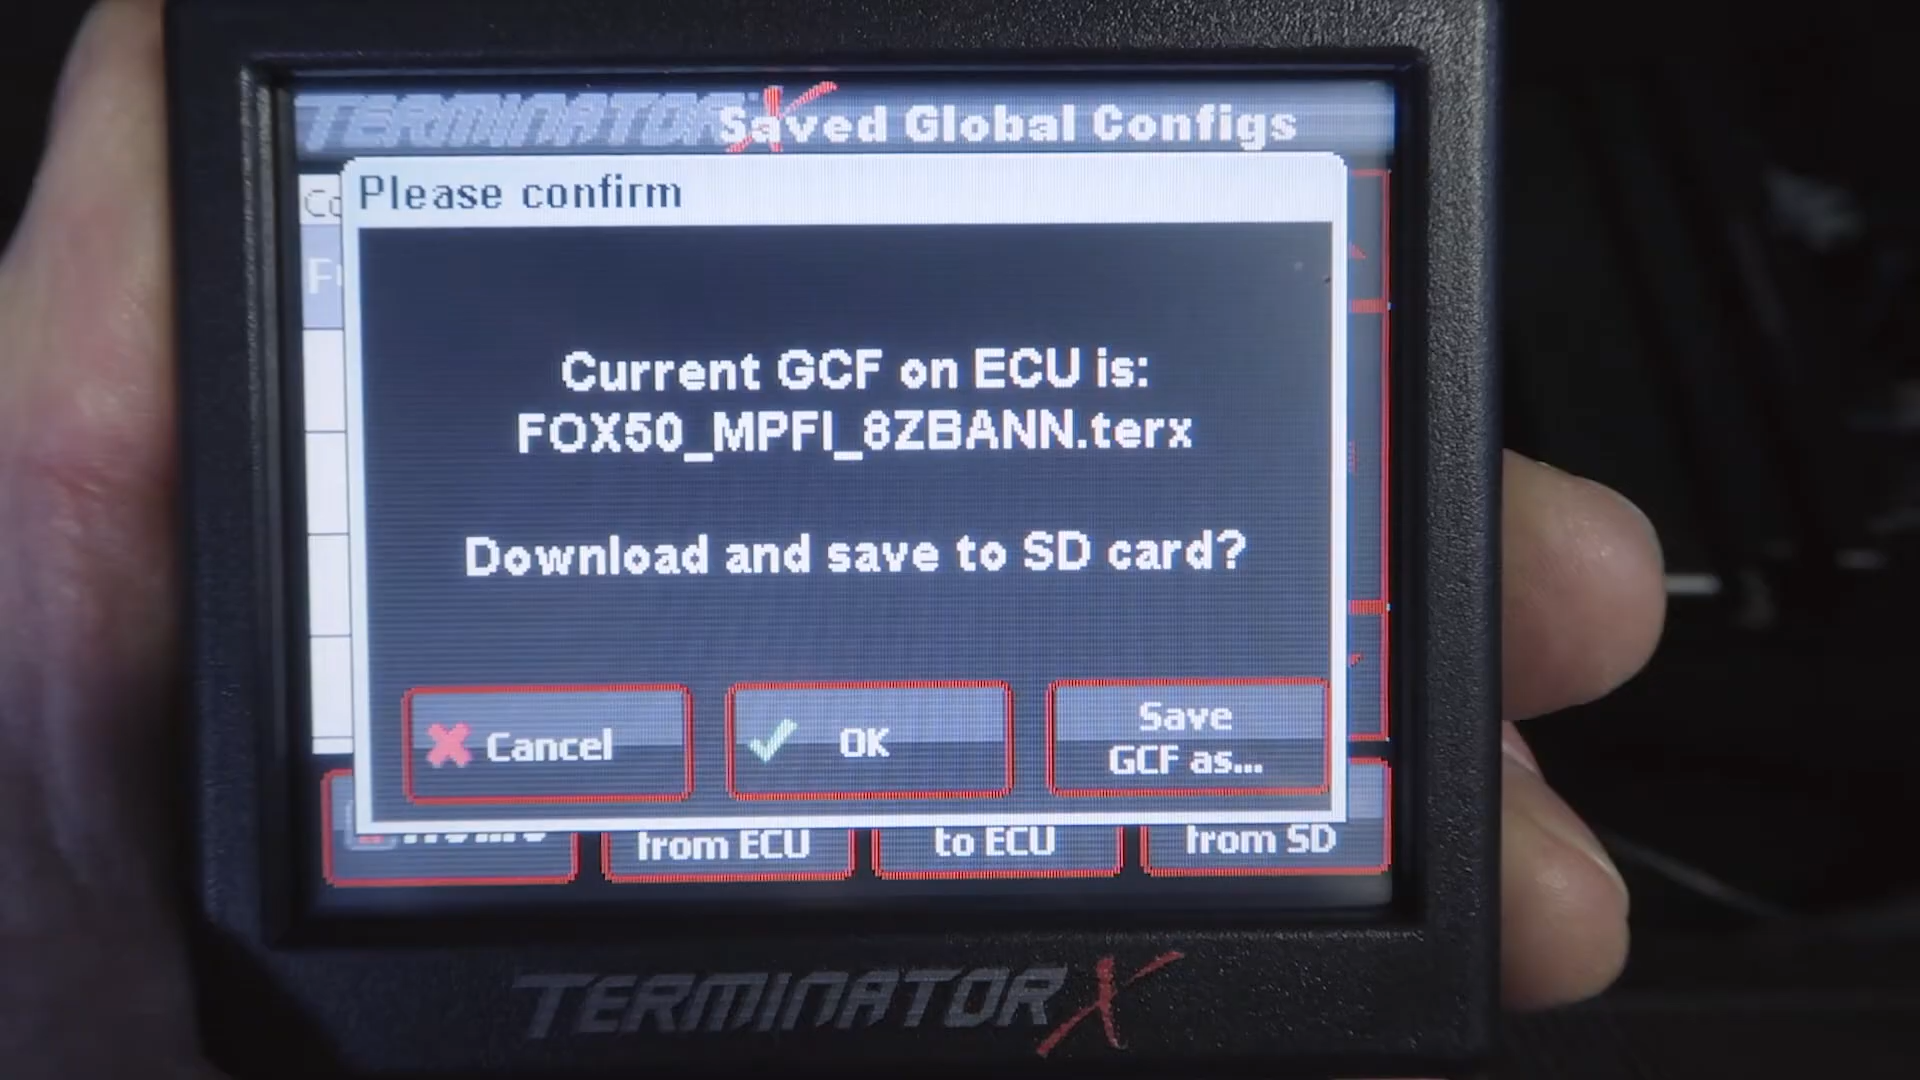 TERMINATOR X
Saved Global Configs
Please confirm
Current GCF on ECU is:
FOX50_MPFI_8ZBANN.terx
Download and save to SD card?
Cancel
OK
Save
GCF as...
from ECU
to ECU
from SD
TERMINATOR X